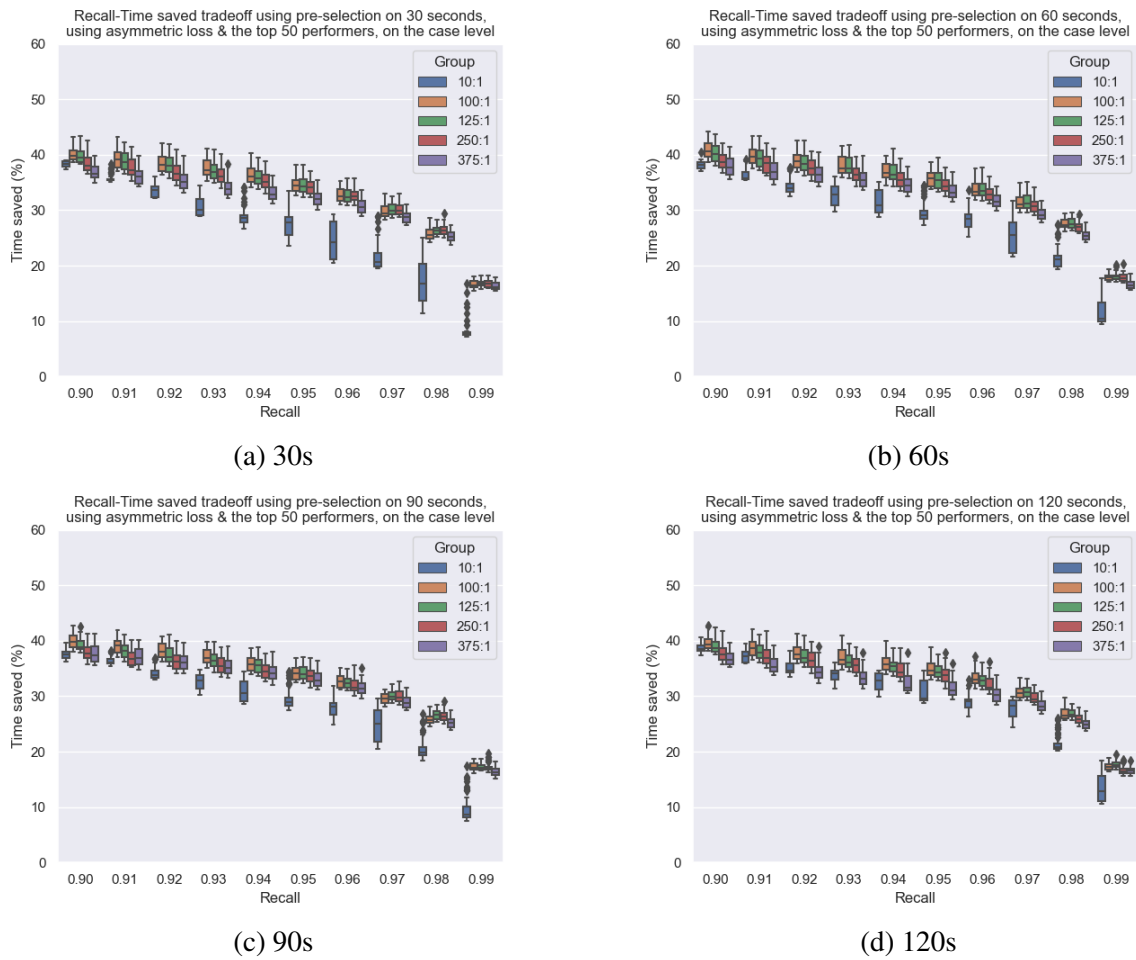 Recall-Time saved tradeoff using pre-selection on 30 seconds,
using asymmetric loss & the top 50 performers, on the case level
60
50
40
30
20
10
0
Time saved (%)
Group
10:1
100:1
125:1
250:1
375:1
0.90 0.91 0.92 0.93 0.94 0.95 0.96 0.97 0.98 0.99
Recall
(a) 30s
Recall-Time saved tradeoff using pre-selection on 60 seconds,
using asymmetric loss & the top 50 performers, on the case level
60
50
40
30
20
10
0
Time saved (%)
Group
10:1
100:1
125:1
250:1
375:1
0.90 0.91 0.92 0.93 0.94 0.95 0.96 0.97 0.98 0.99
Recall
(b) 60s
Recall-Time saved tradeoff using pre-selection on 90 seconds,
using asymmetric loss & the top 50 performers, on the case level
60
50
40
30
20
10
0
Time saved (%)
Group
10:1
100:1
125:1
250:1
375:1
0.90 0.91 0.92 0.93 0.94 0.95 0.96 0.97 0.98 0.99
Recall
(c) 90s
Recall-Time saved tradeoff using pre-selection on 120 seconds,
using asymmetric loss & the top 50 performers, on the case level
60
50
40
30
20
10
0
Time saved (%)
Group
10:1
100:1
125:1
250:1
375:1
0.90 0.91 0.92 0.93 0.94 0.95 0.96 0.97 0.98 0.99
Recall
(d) 120s